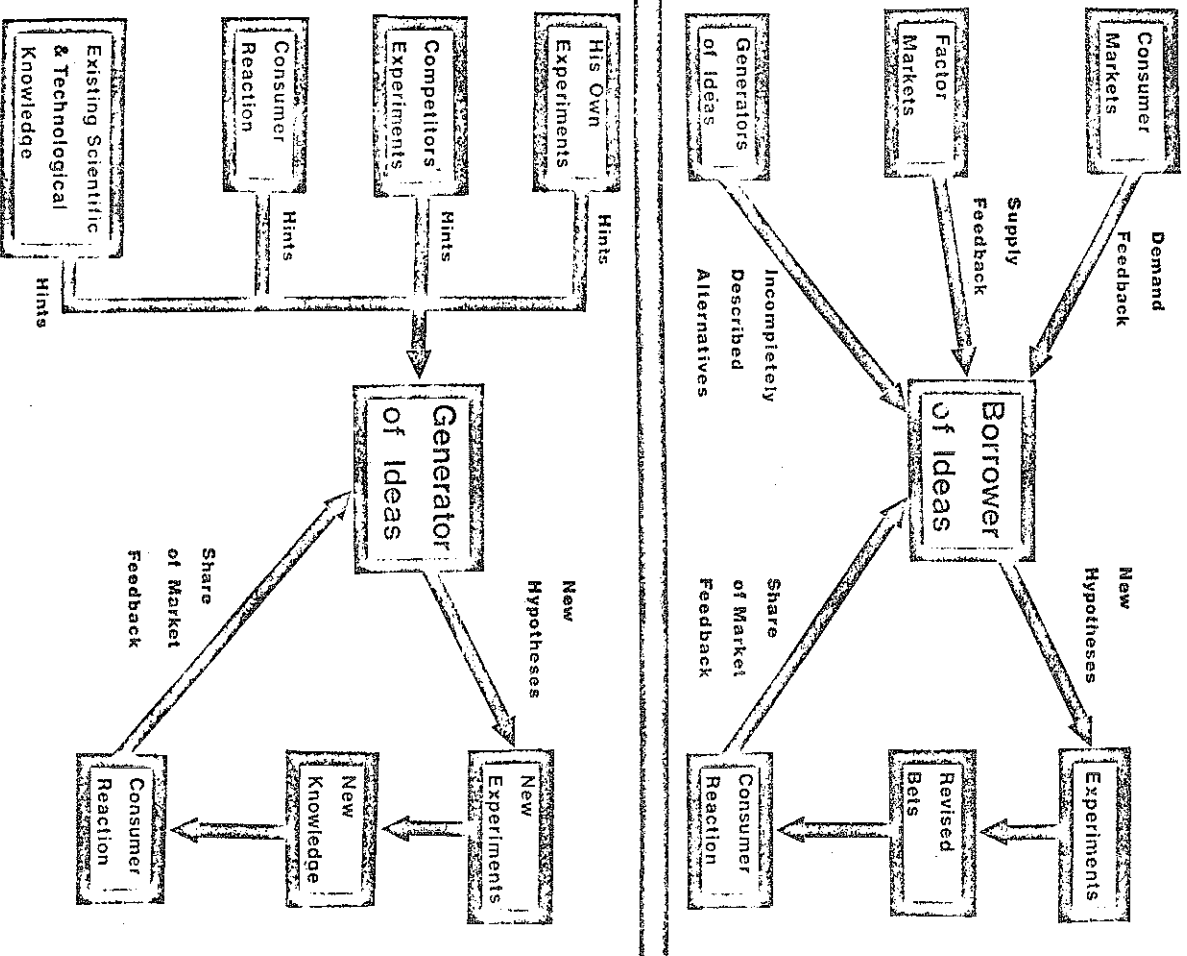 Consumer
Markets
Demand
Feedback
Factor
Markets
Supply
Feedback
Generators
of Ideas
Incompletely
Described
Alternatives
Borrower
of Ideas
New
Hypotheses
Experiments
Revised
Bets
Consumer
Reaction
Share
of Market
Feedback
His Own
Experiments
Hints
Competitors'
Experiments
Hints
Consumer
Reaction
Hints
Existing Scientific
& Technological
Knowledge
Hints
Generator
of Ideas
New
Hypotheses
New
Experiments
New
Knowledge
Consumer
Reaction
Share
of Market
Feedback